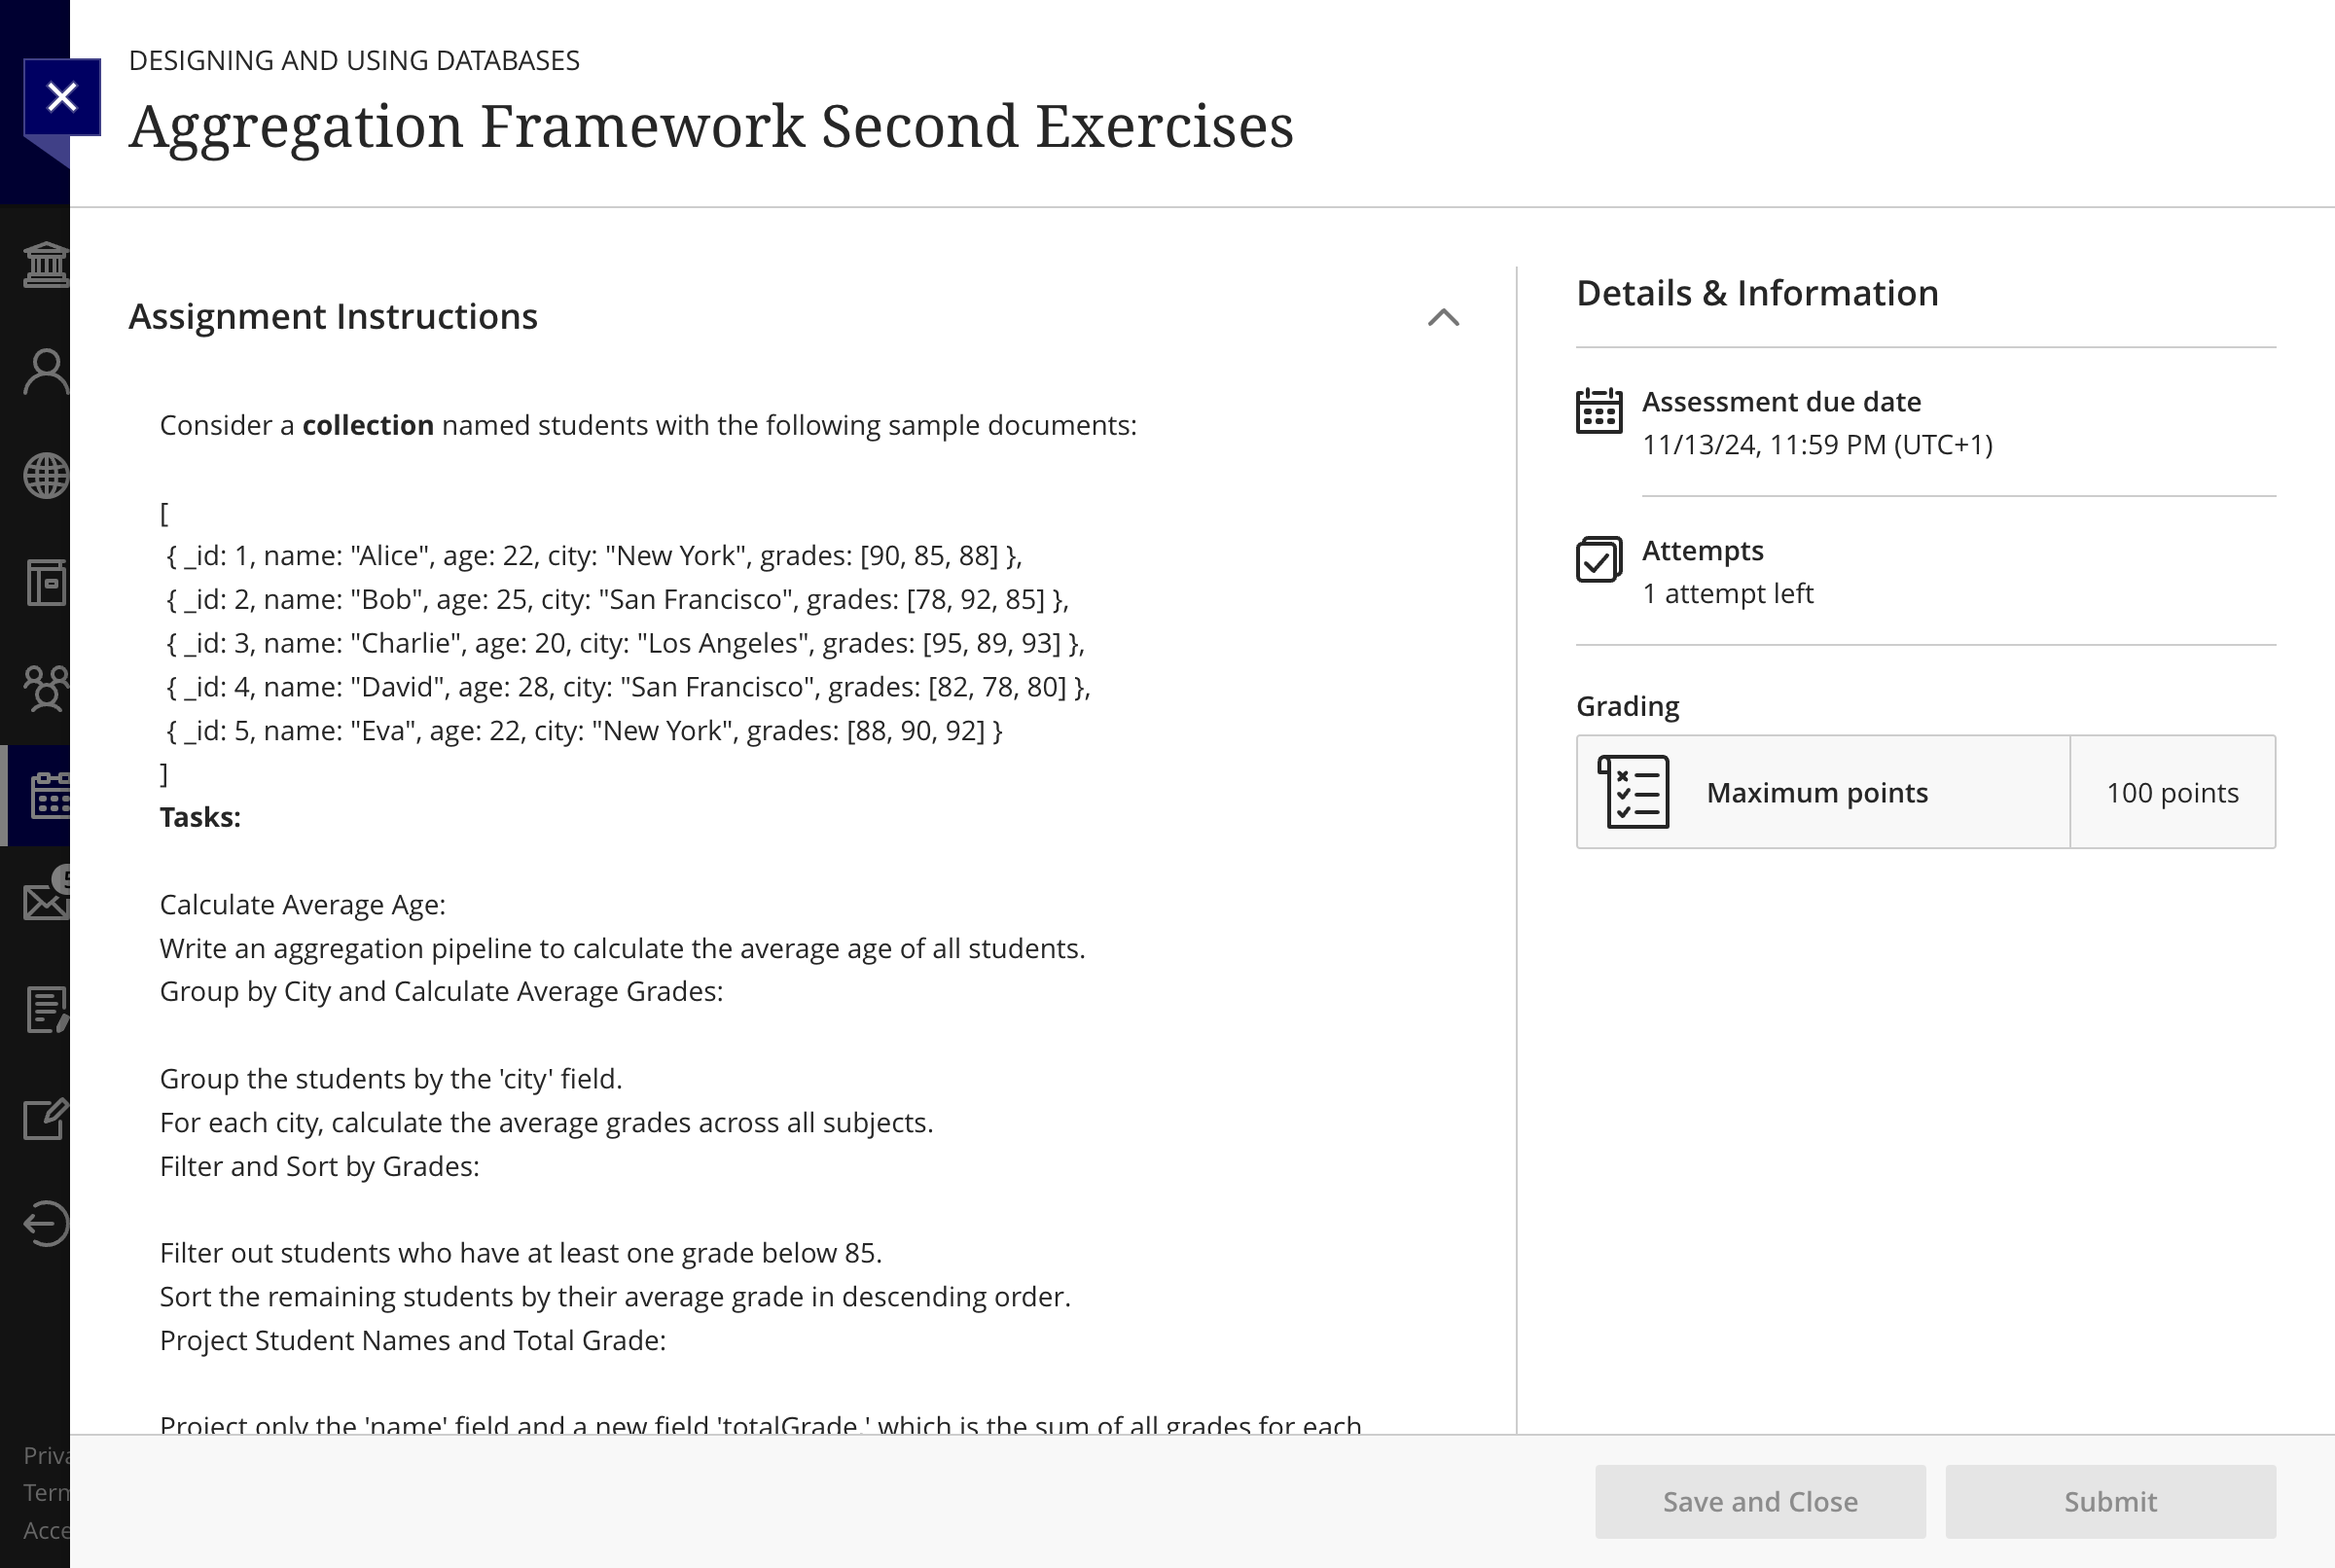 DESIGNING AND USING DATABASES
Aggregation Framework Second Exercises
Assignment Instructions
Consider a collection named students with the following sample documents:
[
{ _id: 1, name: "Alice", age: 22, city: "New York", grades: [90, 85, 88] },
{ _id: 2, name: "Bob", age: 25, city: "San Francisco", grades: [78, 92, 85] },
{ _id: 3, name: "Charlie", age: 20, city: "Los Angeles", grades: [95, 89, 93] },
{ _id: 4, name: "David", age: 28, city: "San Francisco", grades: [82, 78, 80] },
{ _id: 5, name: "Eva", age: 22, city: "New York", grades: [88, 90, 92] }
]
Tasks:
Calculate Average Age:
Write an aggregation pipeline to calculate the average age of all students.
Group by City and Calculate Average Grades:
Group the students by the 'city' field.
For each city, calculate the average grades across all subjects.
Filter and Sort by Grades:
Filter out students who have at least one grade below 85.
Sort the remaining students by their average grade in descending order.
Project Student Names and Total Grade:
Project only the 'name' field and a new field 'totalGrade,' which is the sum of all grades for each
Details & Information
Assessment due date
11/13/24, 11:59 PM (UTC+1)
Attempts
1 attempt left
Grading
Maximum points
100 points
5
Priva
Term
Acce
Save and Close
Submit